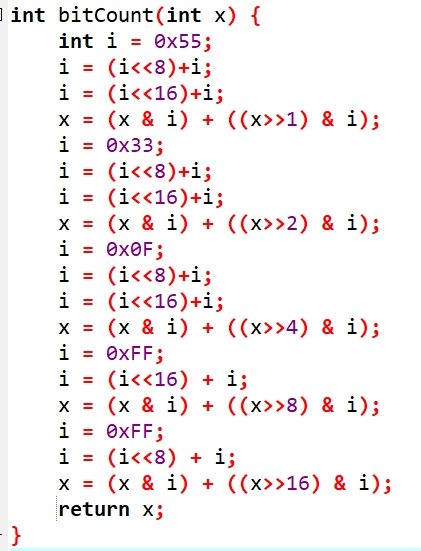 int bitCount(int x) {
    int i = 0x55;
    i = (i<<8)+i;
    i = (i<<16)+i;
    x = (x & i) + ((x>>1) & i);
    i = 0x33;
    i = (i<<8)+i;
    i = (i<<16)+i;
    x = (x & i) + ((x>>2) & i);
    i = 0x0F;
    i = (i<<8)+i;
    i = (i<<16)+i;
    x = (x & i) + ((x>>4) & i);
    i = 0xFF;
    i = (i<<16) + i;
    x = (x & i) + ((x>>8) & i);
    i = 0xFF;
    i = (i<<8) + i;
    x = (x & i) + ((x>>16) & i);
    return x;
}